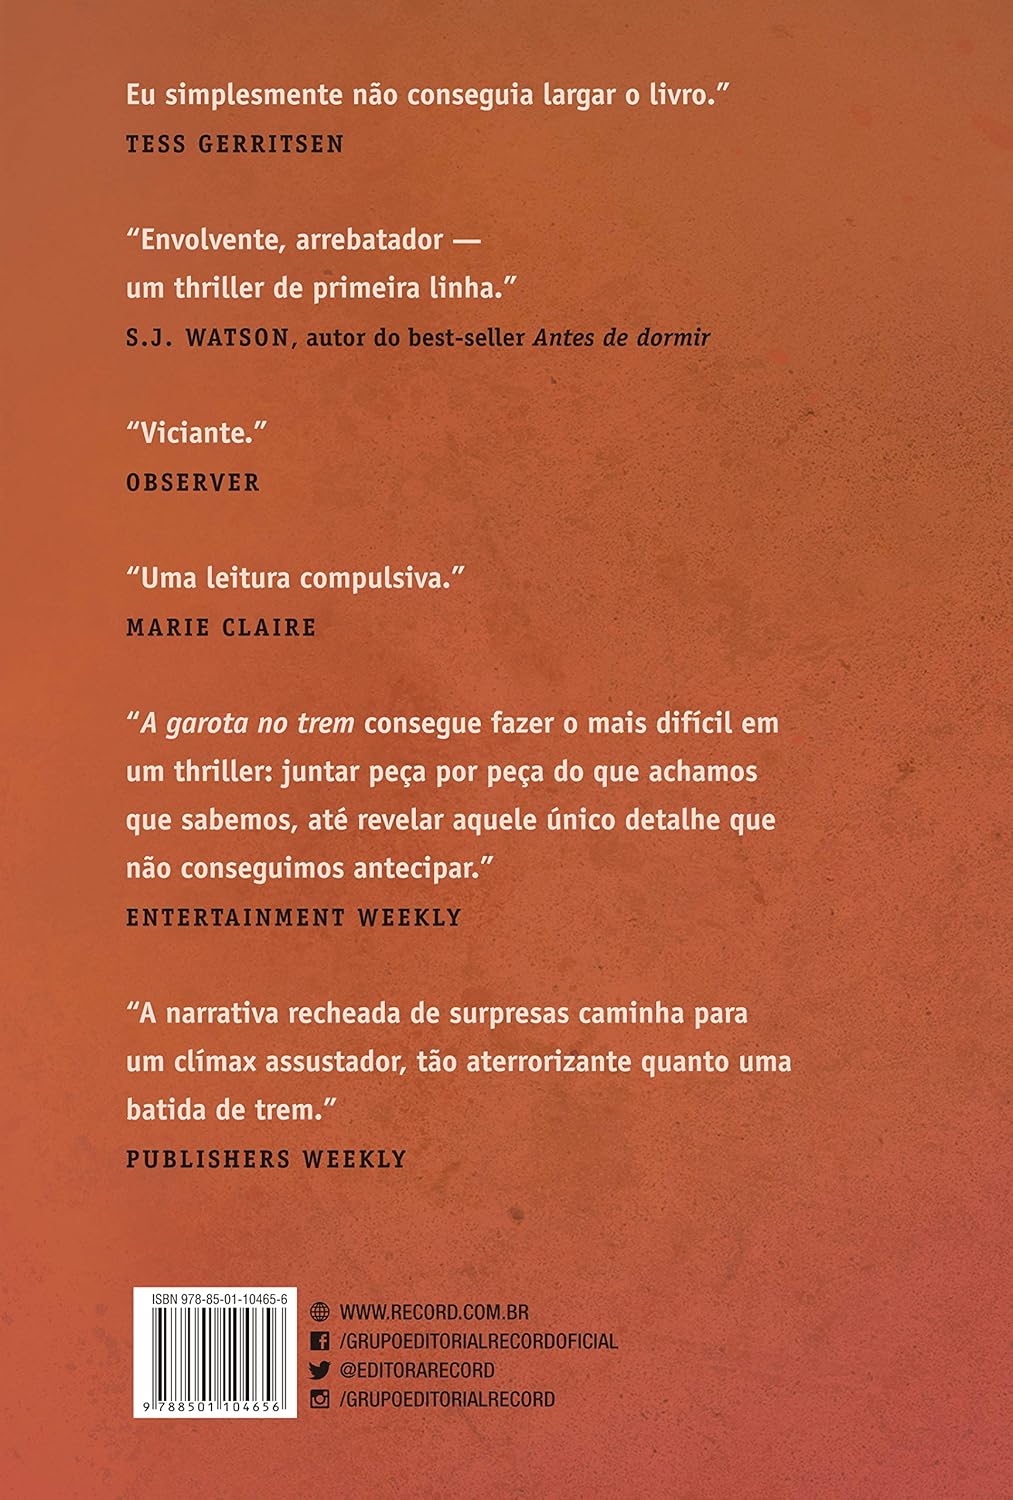 Eu simplesmente não conseguia largar o livro.”
TESS GERRITSEN
“Envolvente, arrebatador —
um thriller de primeira linha.”
S.J. WATSON, autor do best-seller Antes de dormir
“Viciante.”
OBSERVER
“Uma leitura compulsiva.”
MARIE CLAIRE
“A garota no trem consegue fazer o mais difícil em
um thriller: juntar peça por peça do que achamos
que sabemos, até revelar aquele único detalhe que
não conseguimos antecipar.”
ENTERTAINMENT WEEKLY
“A narrativa recheada de surpresas caminha para
um clímax assustador, tão aterrorizante quanto uma
batida de trem.”
PUBLISHERS WEEKLY
ISBN 978-85-01-10465-6
9 788501 104656
WWW.RECORD.COM.BR
/GRUPOEDITORIALRECORDOFICIAL
@EDITORARECORD
/GRUPOEDITORIALRECORD